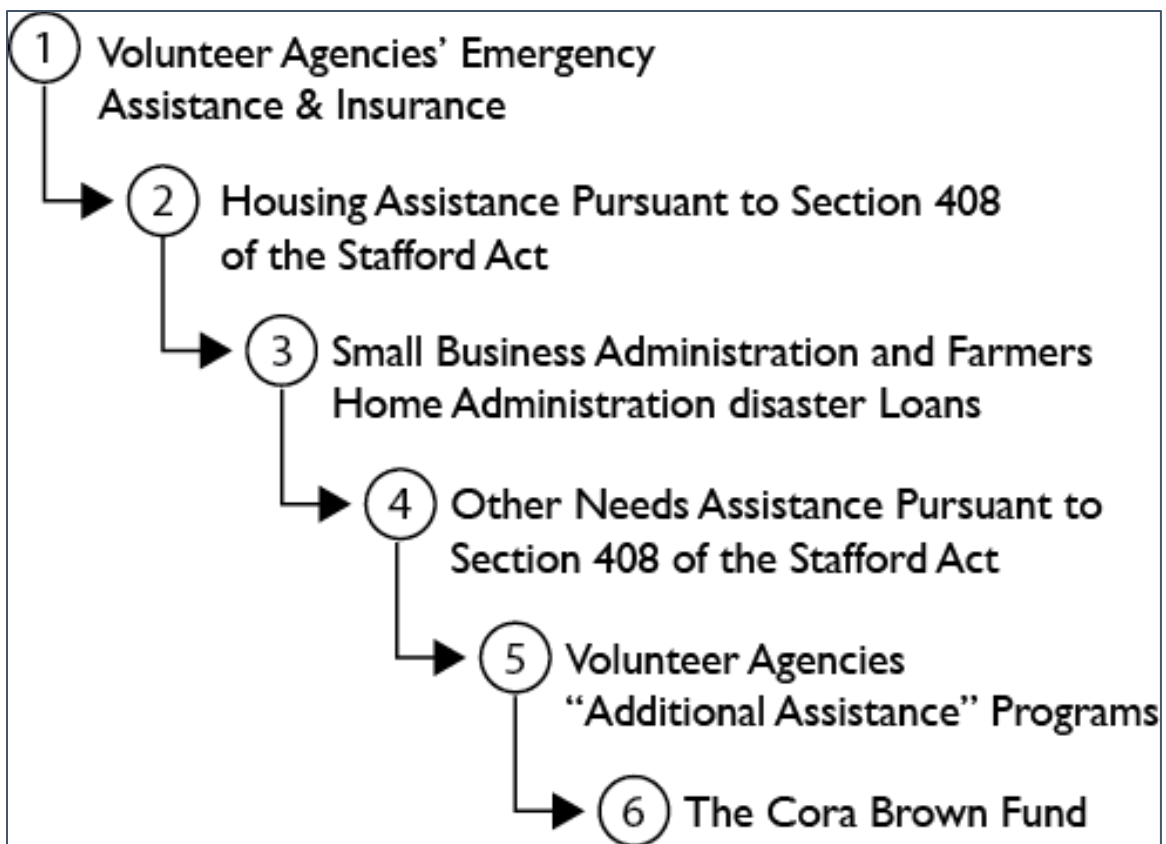 1 Volunteer Agencies' Emergency
Assistance & Insurance
2 Housing Assistance Pursuant to Section 408
of the Stafford Act
3 Small Business Administration and Farmers
Home Administration disaster Loans
4 Other Needs Assistance Pursuant to
Section 408 of the Stafford Act
5 Volunteer Agencies
“Additional Assistance” Programs
6 The Cora Brown Fund